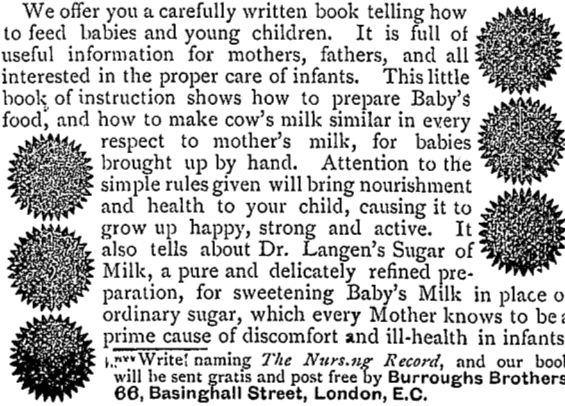 We offer you a carefully written book telling how
to feed babies and young children. It is full of
useful information for mothers, fathers, and all
interested in the proper care of infants. This little
book of instruction shows how to prepare Baby's
food, and how to make cow's milk similar in every
respect to mother's milk, for babies
brought up by hand. Attention to the
simple rules given will bring nourishment
and health to your child, causing it to
grow up happy, strong and active. It
also tells about Dr. Langen's Sugar of
Milk, a pure and delicately refined pre-
paration, for sweetening Baby's Milk in place o
ordinary sugar, which every Mother knows to be a
prime cause of discomfort and ill-health in infants
Write naming The Nurs.ng Record, and our book
will be sent gratis and post free by Burroughs Brothers
66, Basinghall Street, London, E.C.